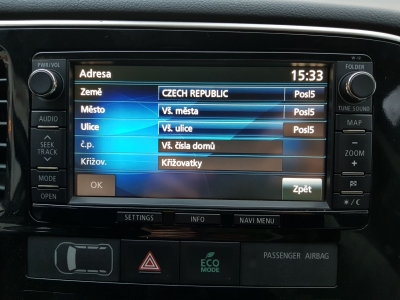 PWR/VOL
AUDIO
SEEK
TRACK
MODE
OPEN
Adresa 15:33
Země CZECH REPUBLIC Posl5
Město Vš. města Posl5
Ulice Vš. ulice Posl5
č.p. Vš. čísla domů
Křižov. Křižovatky
OK Zpět
FOLDER
TUNE SOUND
MAP
ZOOM
SETTINGS INFO NAVI MENU
ECO
MODE
PASSENGER AIRBAG